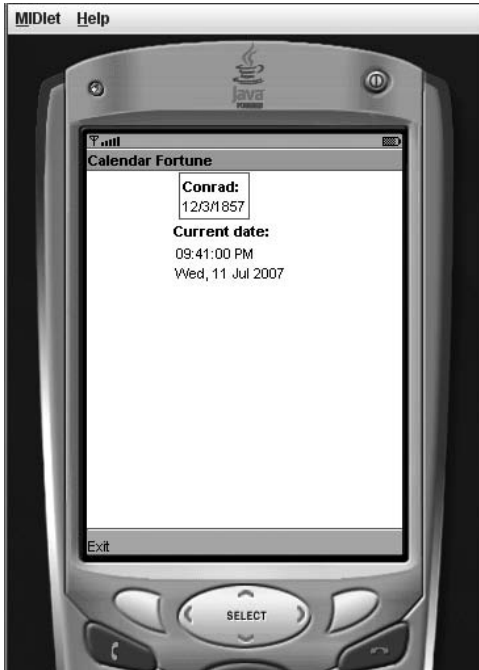 MIDlet Help
Java
POWERED
Calendar Fortune
Conrad:
12/3/1857
Current date:
09:41:00 PM
Wed, 11 Jul 2007
Exit
SELECT